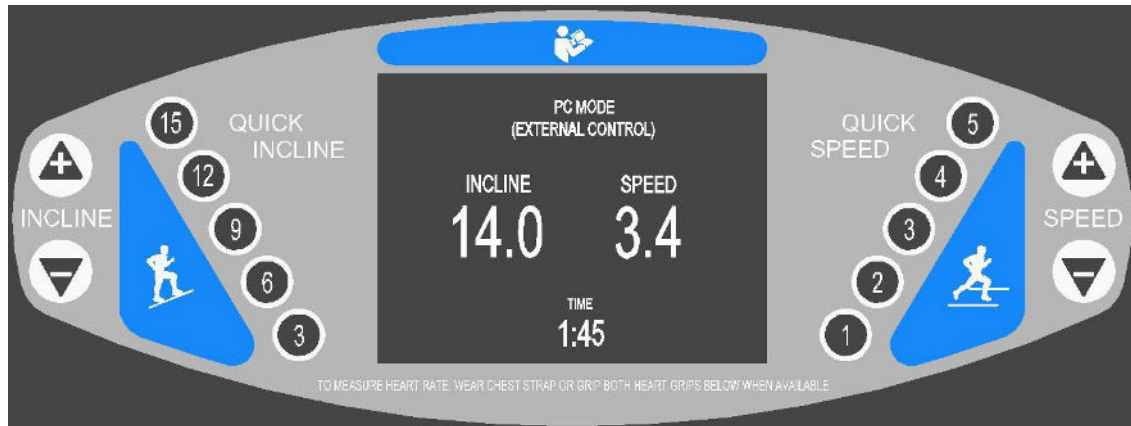 PC MODE
(EXTERNAL CONTROL)
INCLINE SPEED
14.0 3.4
TIME
1:45
QUICK
INCLINE
15
12
9
6
3
+
INCLINE
−
QUICK
SPEED
5
4
3
2
1
+
SPEED
−
TO MEASURE HEART RATE, WEAR CHEST STRAP OR GRIP BOTH HEART GRIPS BELOW WHEN AVAILABLE